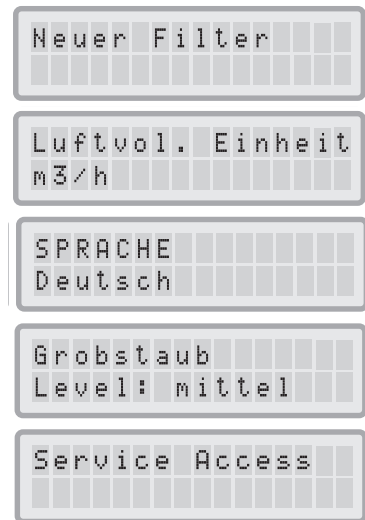 Neuer Filter
Luftvol. Einheit
m3/h
SPRACHE
Deutsch
Grobstaub
Level: mittel
Service Access